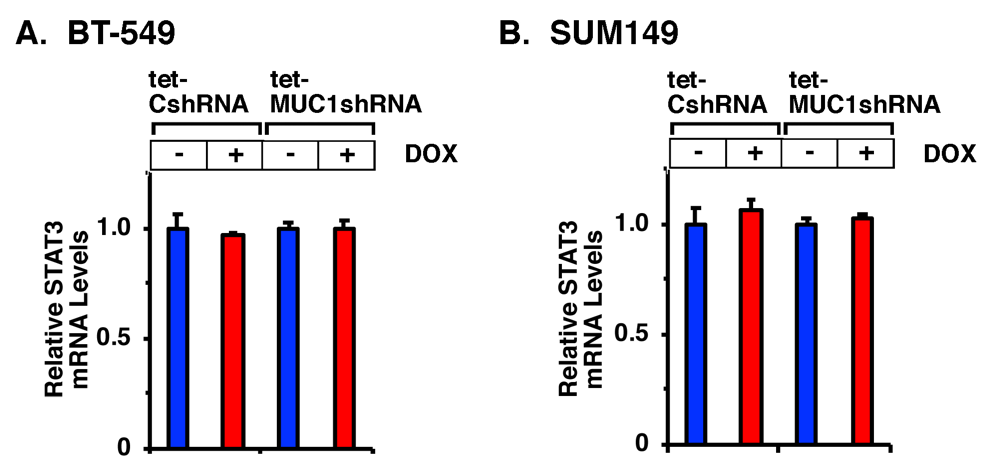 A. BT-549
tet-
CshRNA
tet-
MUC1shRNA
- + - + DOX
Relative STAT3
mRNA Levels
1.0
0.5
0
B. SUM149
tet-
CshRNA
tet-
MUC1shRNA
- + - + DOX
Relative STAT3
mRNA Levels
1.0
0.5
0